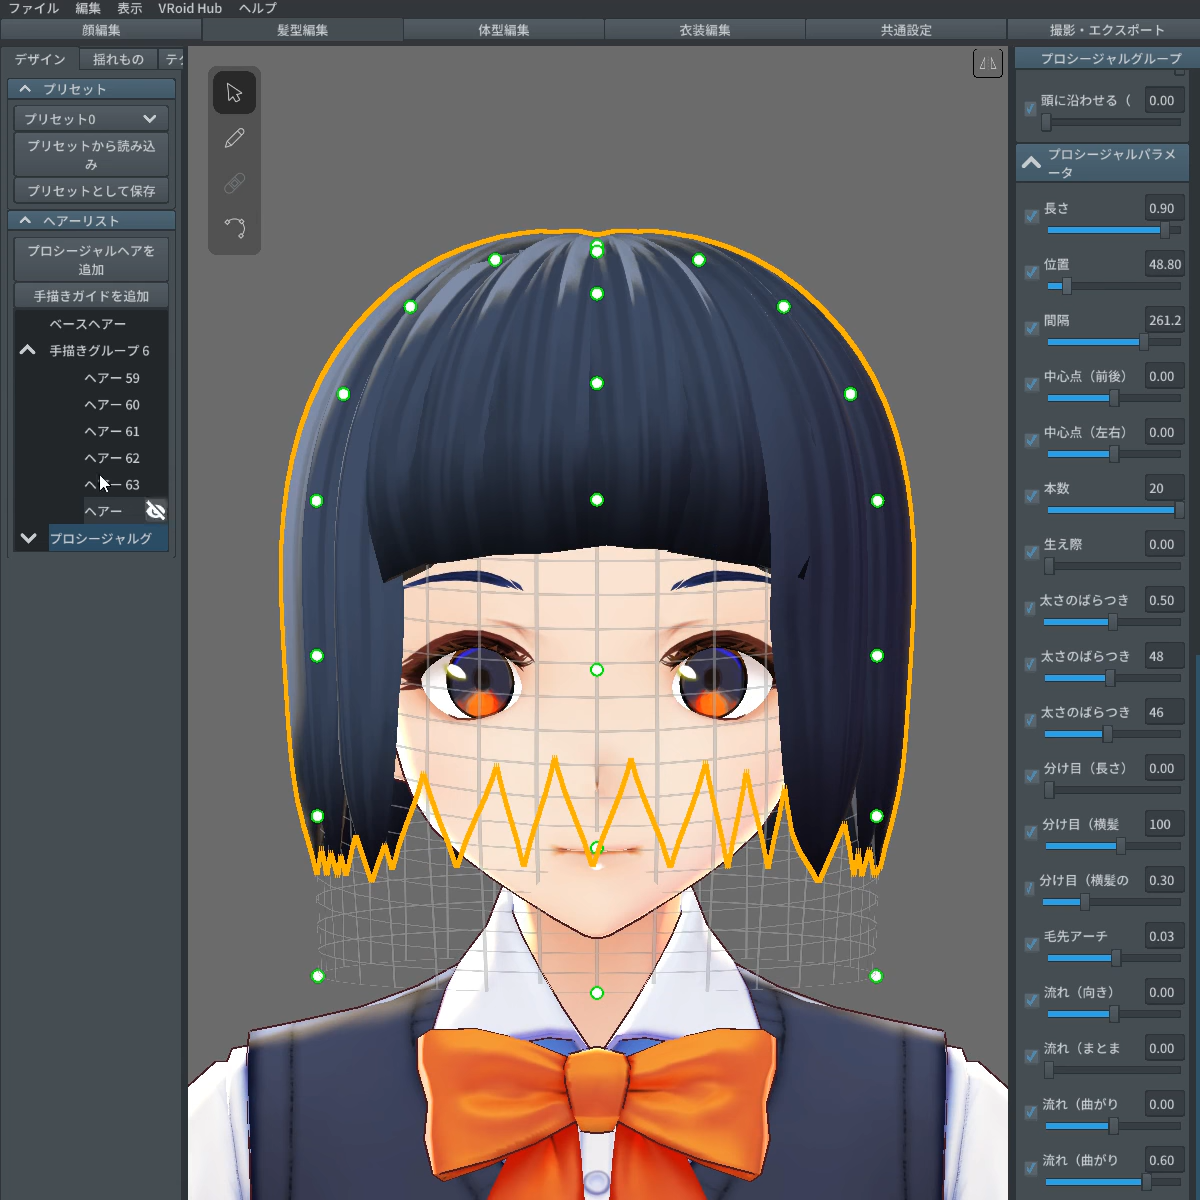 ファイル 編集 表示 VRoid Hub ヘルプ
顔編集 髪型編集 体型編集 衣装編集 共通設定 撮影・エクスポート
デザイン 揺れもの
プリセット
プリセット0
プリセットから読み込
み
プリセットとして保存
ヘアーリスト
プロシージャルヘアを
追加
手描きガイドを追加
ベースヘアー
手描きグループ 6
ヘアー 59
ヘアー 60
ヘアー 61
ヘアー 62
ヘアー 63
ヘアー
プロシージャルグ
プロシージャルグループ
頭に沿わせる（ 0.00
プロシージャルパラメ
ータ
長さ 0.90
位置 48.80
間隔 261.2
中心点（前後） 0.00
中心点（左右） 0.00
本数 20
生え際 0.00
太さのばらつき 0.50
太さのばらつき 48
太さのばらつき 46
分け目（長さ） 0.00
分け目（横髪 100
分け目（横髪の 0.30
毛先アーチ 0.03
流れ（向き） 0.00
流れ（まとま 0.00
流れ（曲がり 0.00
流れ（曲がり 0.60